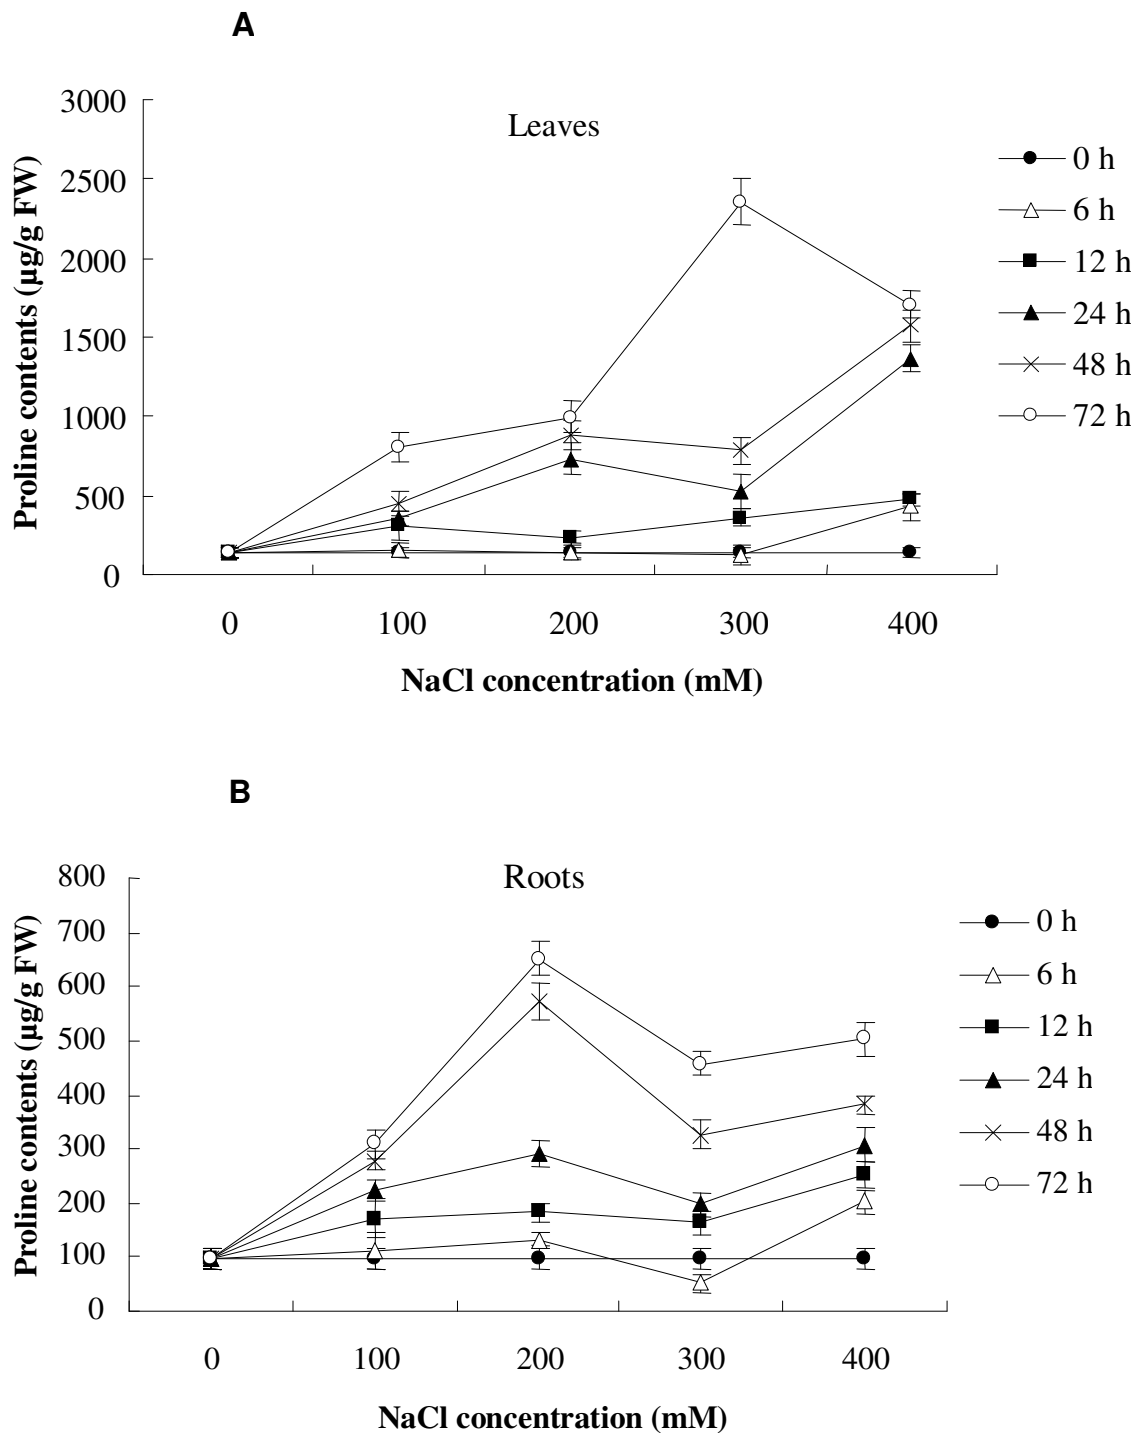 A
Leaves
3000
2500
2000
1500
1000
500
0
Proline contents (µg/g FW)
0 100 200 300 400
NaCl concentration (mM)
0 h
6 h
12 h
24 h
48 h
72 h
B
Roots
800
700
600
500
400
300
200
100
0
Proline contents (µg/g FW)
0 100 200 300 400
NaCl concentration (mM)
0 h
6 h
12 h
24 h
48 h
72 h